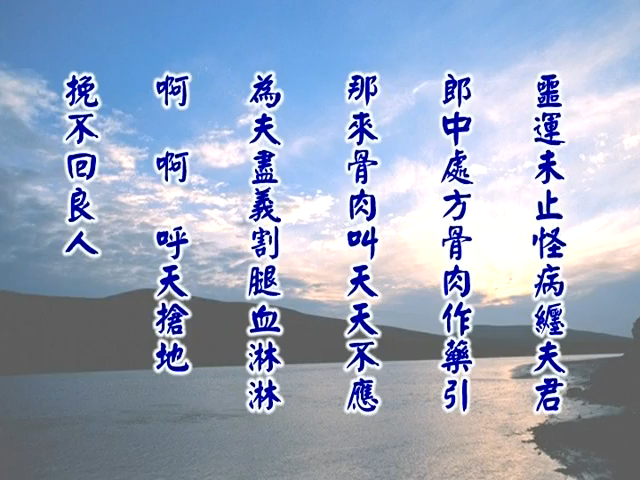 噩運未止怪病纏夫君
郎中處方骨肉作藥引
那來骨肉叫天天不應
為夫盡義割腿血淋淋
啊 啊 呼天搶地
挽不回良人